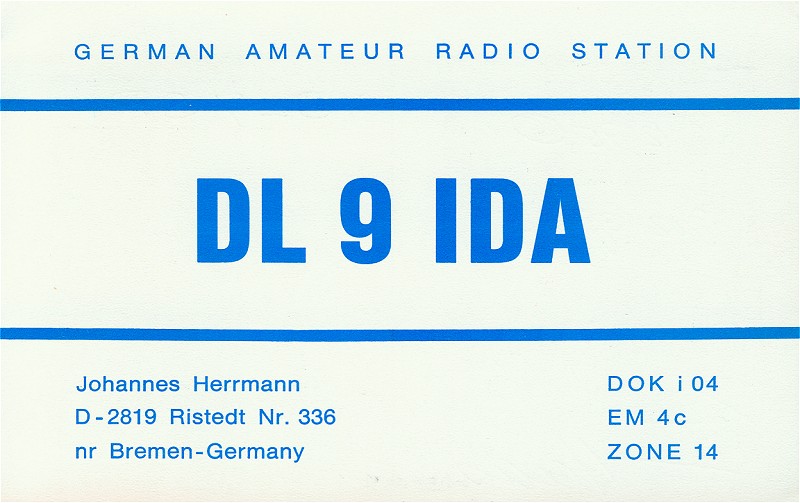 GERMAN AMATEUR RADIO STATION
DL 9 IDA
Johannes Herrmann
D-2819 Ristedt Nr. 336
nr Bremen-Germany
DOK i 04
EM 4c
ZONE 14